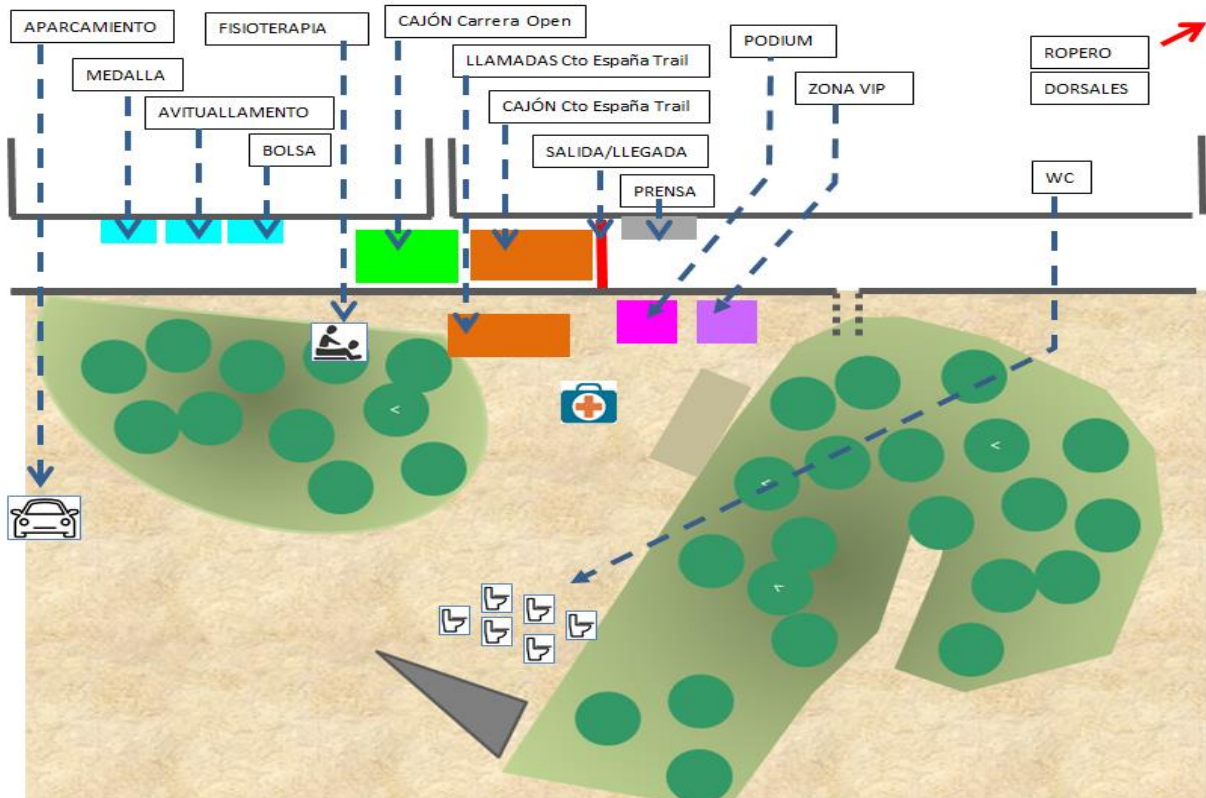 APARCAMIENTO
FISIOTERAPIA
CAJÓN Carrera Open
PODIUM
ROPERO
MEDALLA
LLAMADAS Cto España Trail
ZONA VIP
DORSALES
AVITUALLAMENTO
CAJÓN Cto España Trail
BOLSA
SALIDA/LLEGADA
PRENSA
WC